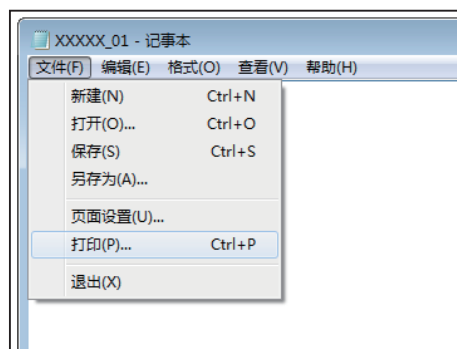 XXXXX_01 - 记事本
文件(F) 编辑(E) 格式(O) 查看(V) 帮助(H)
新建(N) Ctrl+N
打开(O)... Ctrl+O
保存(S) Ctrl+S
另存为(A)...
页面设置(U)...
打印(P)... Ctrl+P
退出(X)